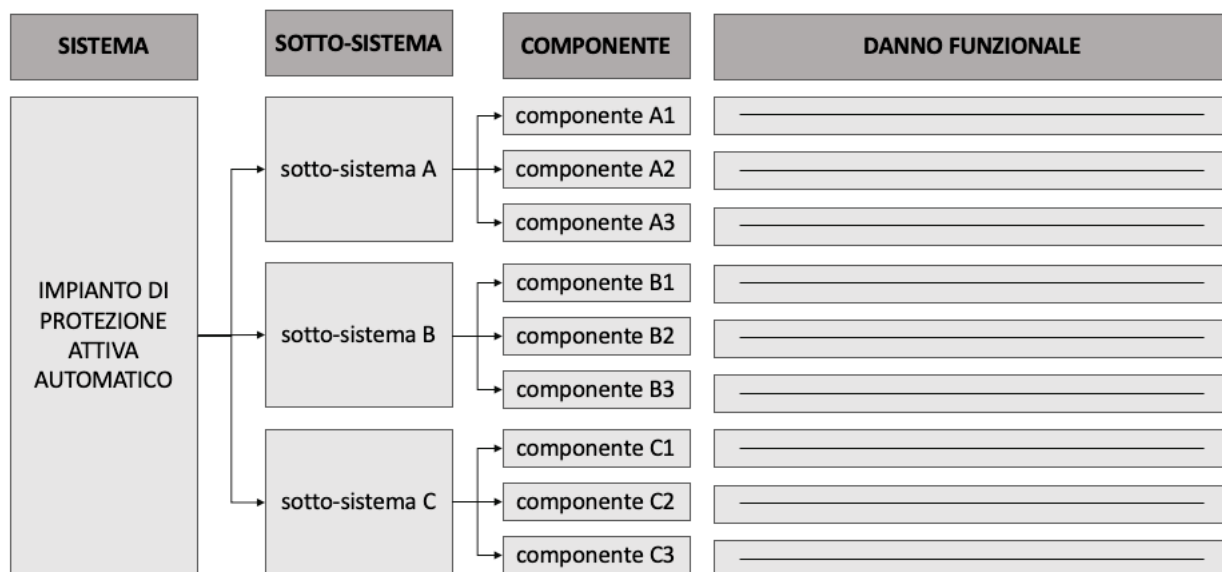 SISTEMA
SOTTO-SISTEMA
COMPONENTE
DANNO FUNZIONALE
IMPIANTO DI
PROTEZIONE
ATTIVA
AUTOMATICO
sotto-sistema A
componente A1
componente A2
componente A3
sotto-sistema B
componente B1
componente B2
componente B3
sotto-sistema C
componente C1
componente C2
componente C3